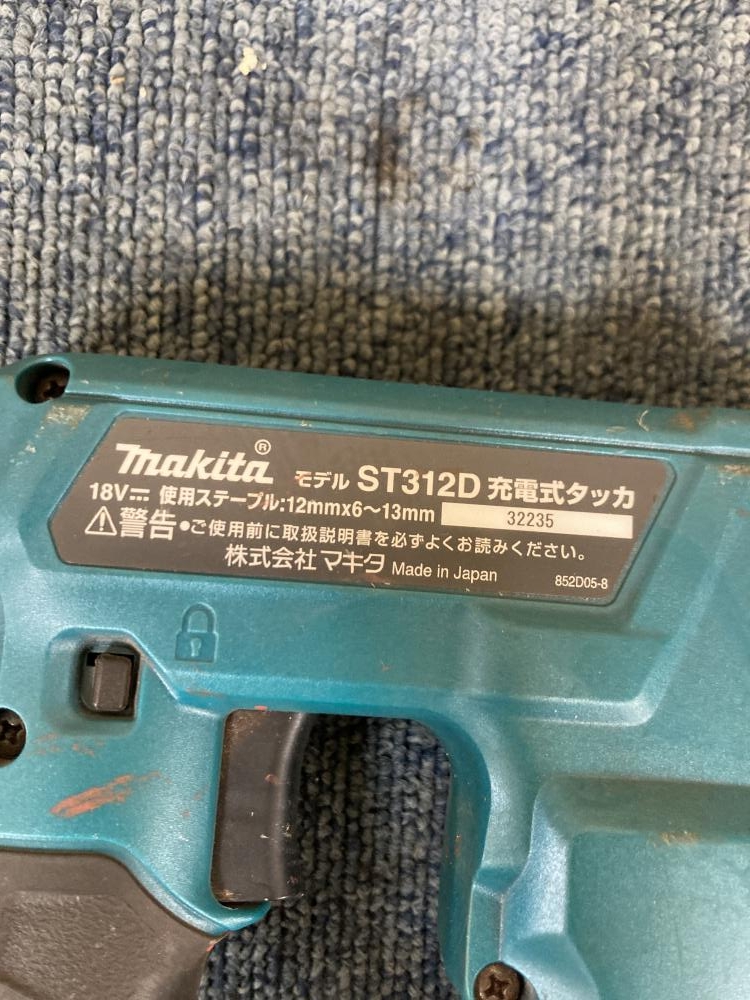 makita® モデル ST312D 充電式タッカ
18V⎓ 使用ステープル:12mmx6～13mm 32235
⚠警告●ご使用前に取扱説明書を必ずよくお読みください。
株式会社マキタ Made in Japan 852D05-8